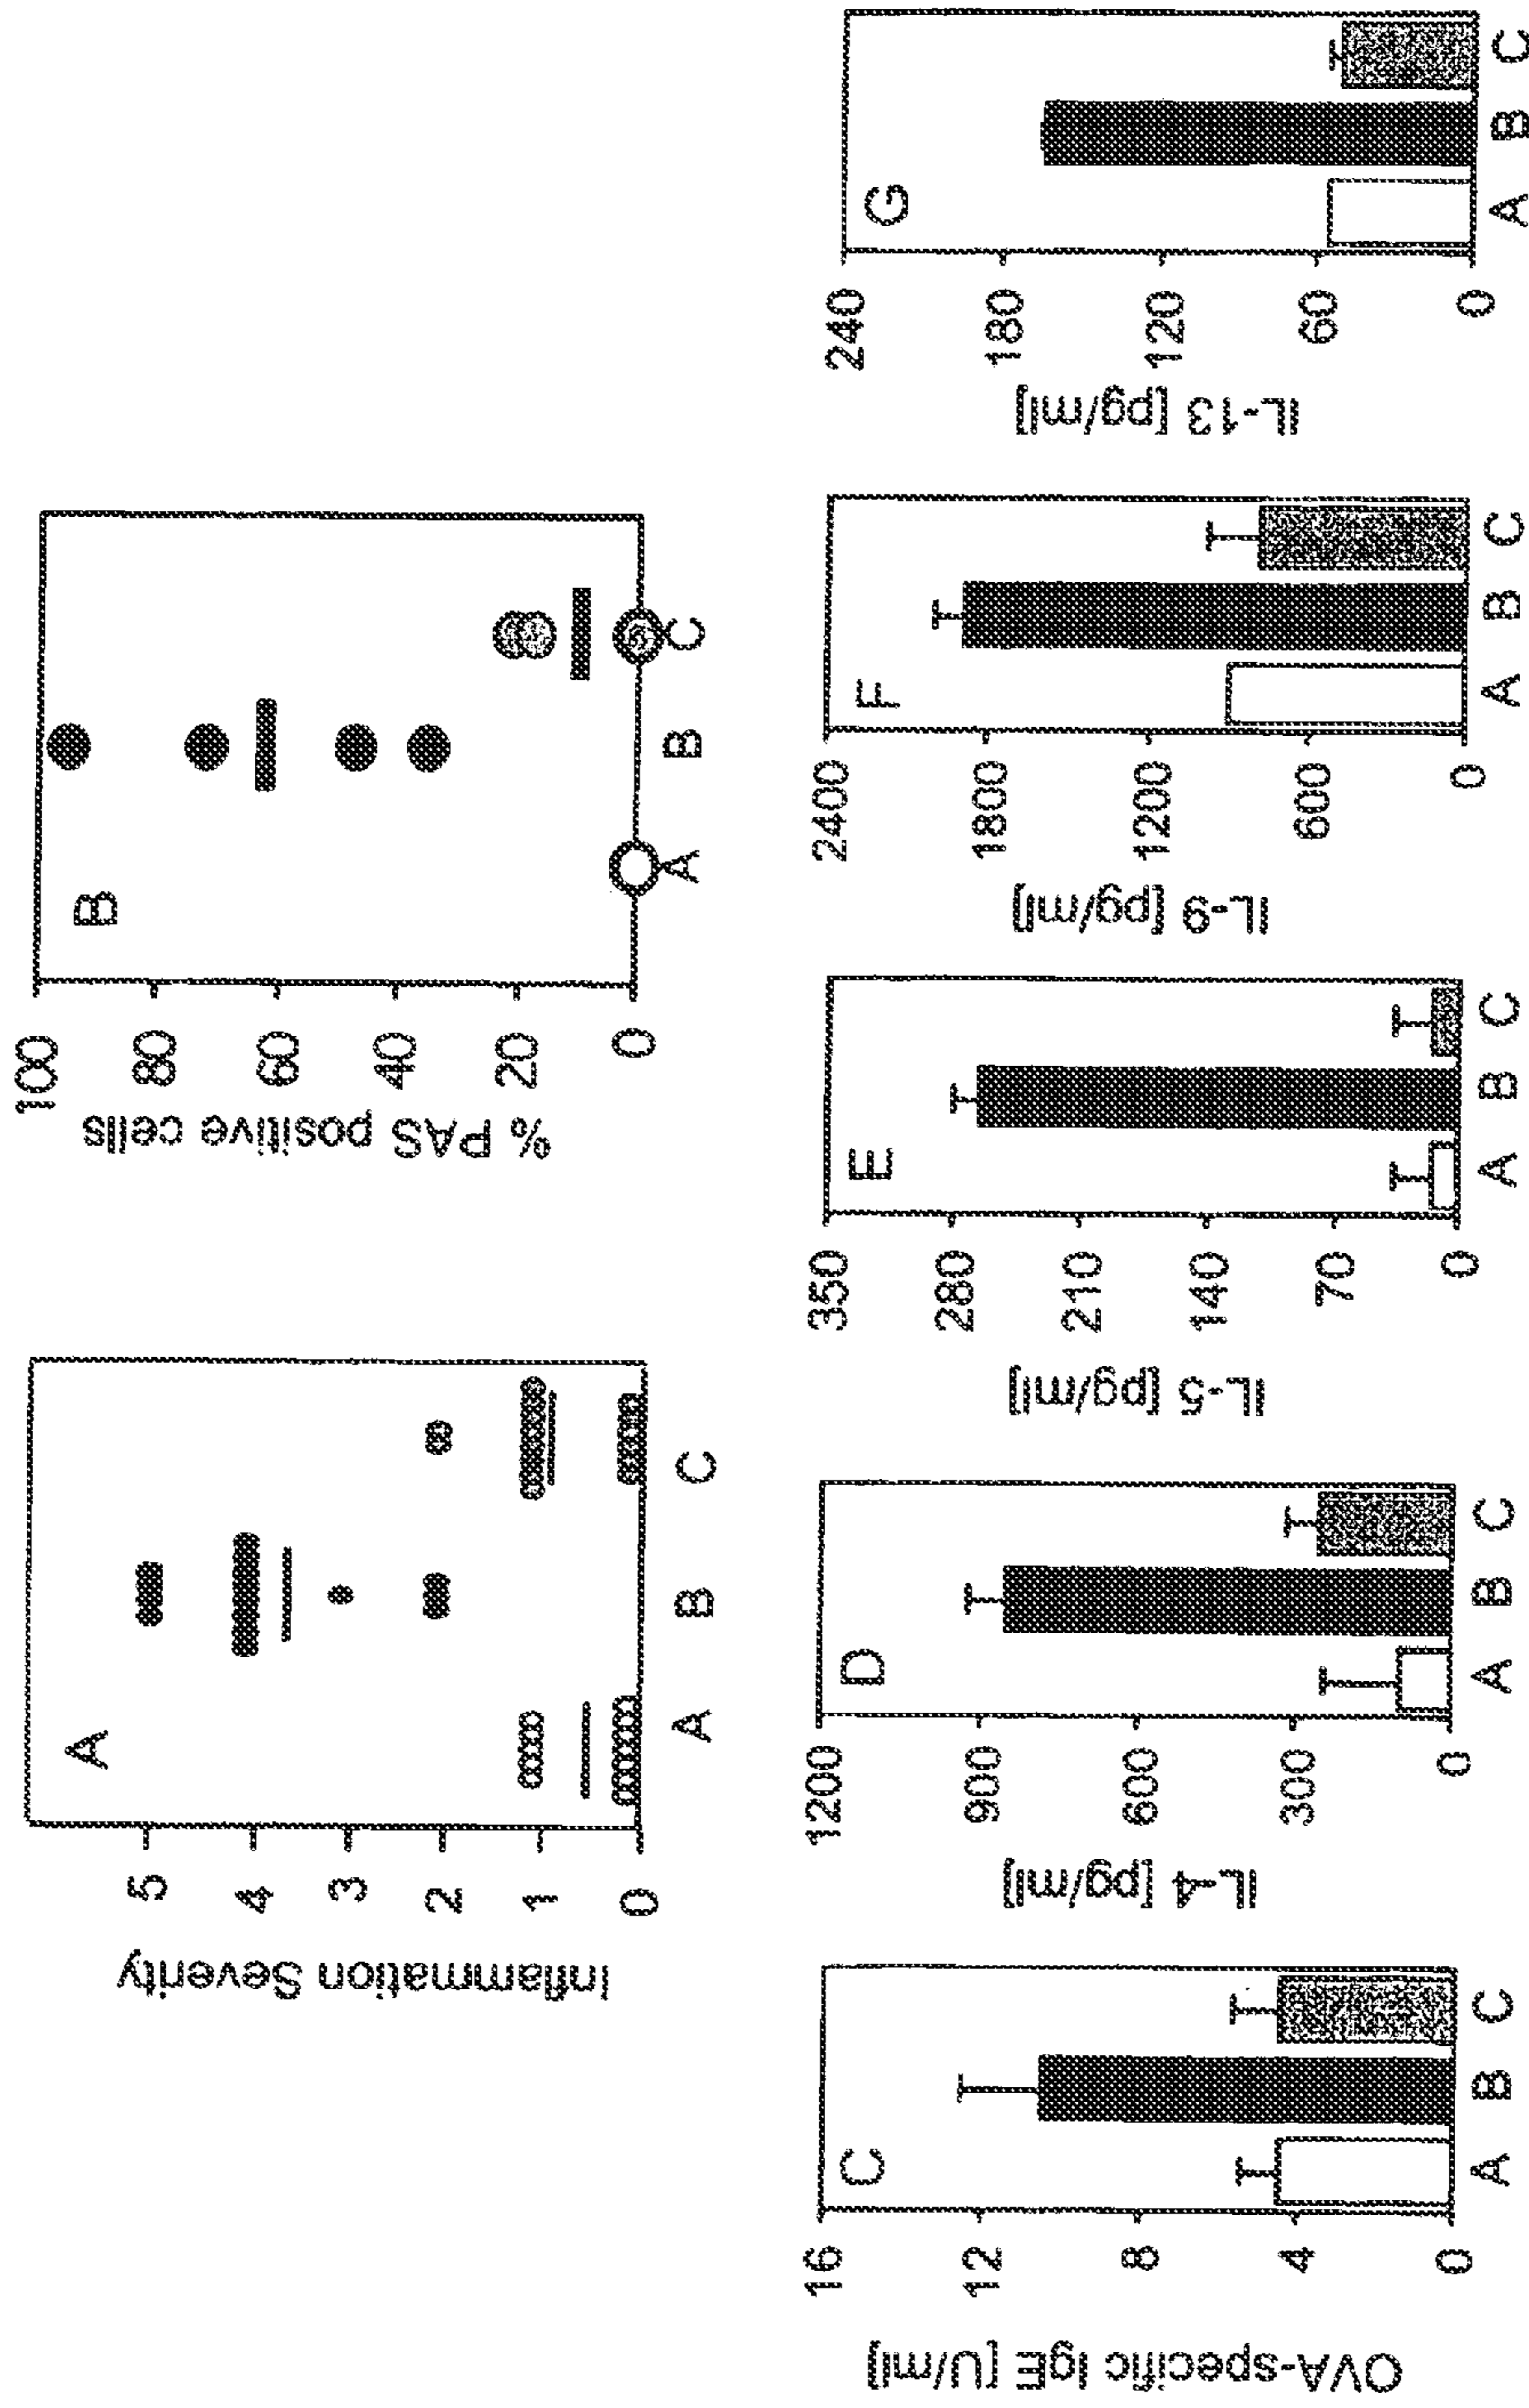 A
Inflammation Severity
5
4
3
2
1
0
A B C
B
% PAS positive cells
100
80
60
40
20
0
A B C
C
OVA-specific IgE [U/ml]
16
12
8
4
0
A B C
D
IL-4 [pg/ml]
1200
900
600
300
0
A B C
E
IL-5 [pg/ml]
350
280
210
140
70
0
A B C
F
IL-9 [pg/ml]
2400
1800
1200
600
0
A B C
G
IL-13 [pg/ml]
240
180
120
60
0
A B C